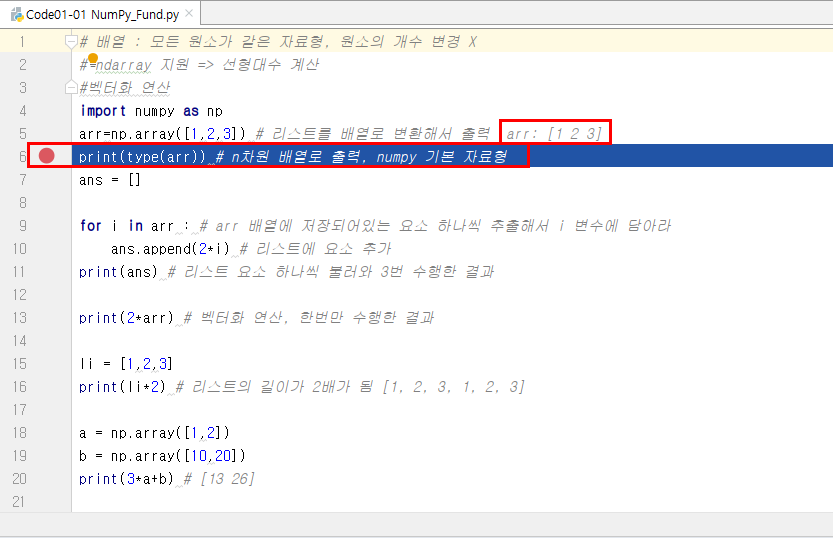 Code01-01 NumPy_Fund.py
1 # 배열 : 모든 원소가 같은 자료형, 원소의 개수 변경 X
2 # ndarray 지원 => 선형대수 계산
3 #벡터화 연산
4 import numpy as np
5 arr=np.array([1,2,3]) # 리스트를 배열로 변환해서 출력 arr: [1 2 3]
6 print(type(arr)) # n차원 배열로 출력, numpy 기본 자료형
7 ans = []
8
9 for i in arr : # arr 배열에 저장되어있는 요소 하나씩 추출해서 i 변수에 담아라
10 ans.append(2*i) # 리스트에 요소 추가
11 print(ans) # 리스트 요소 하나씩 불러와 3번 수행한 결과
12
13 print(2*arr) # 벡터화 연산, 한번만 수행한 결과
14
15 li = [1,2,3]
16 print(li*2) # 리스트의 길이가 2배가 됨 [1, 2, 3, 1, 2, 3]
17
18 a = np.array([1,2])
19 b = np.array([10,20])
20 print(3*a+b) # [13 26]
21